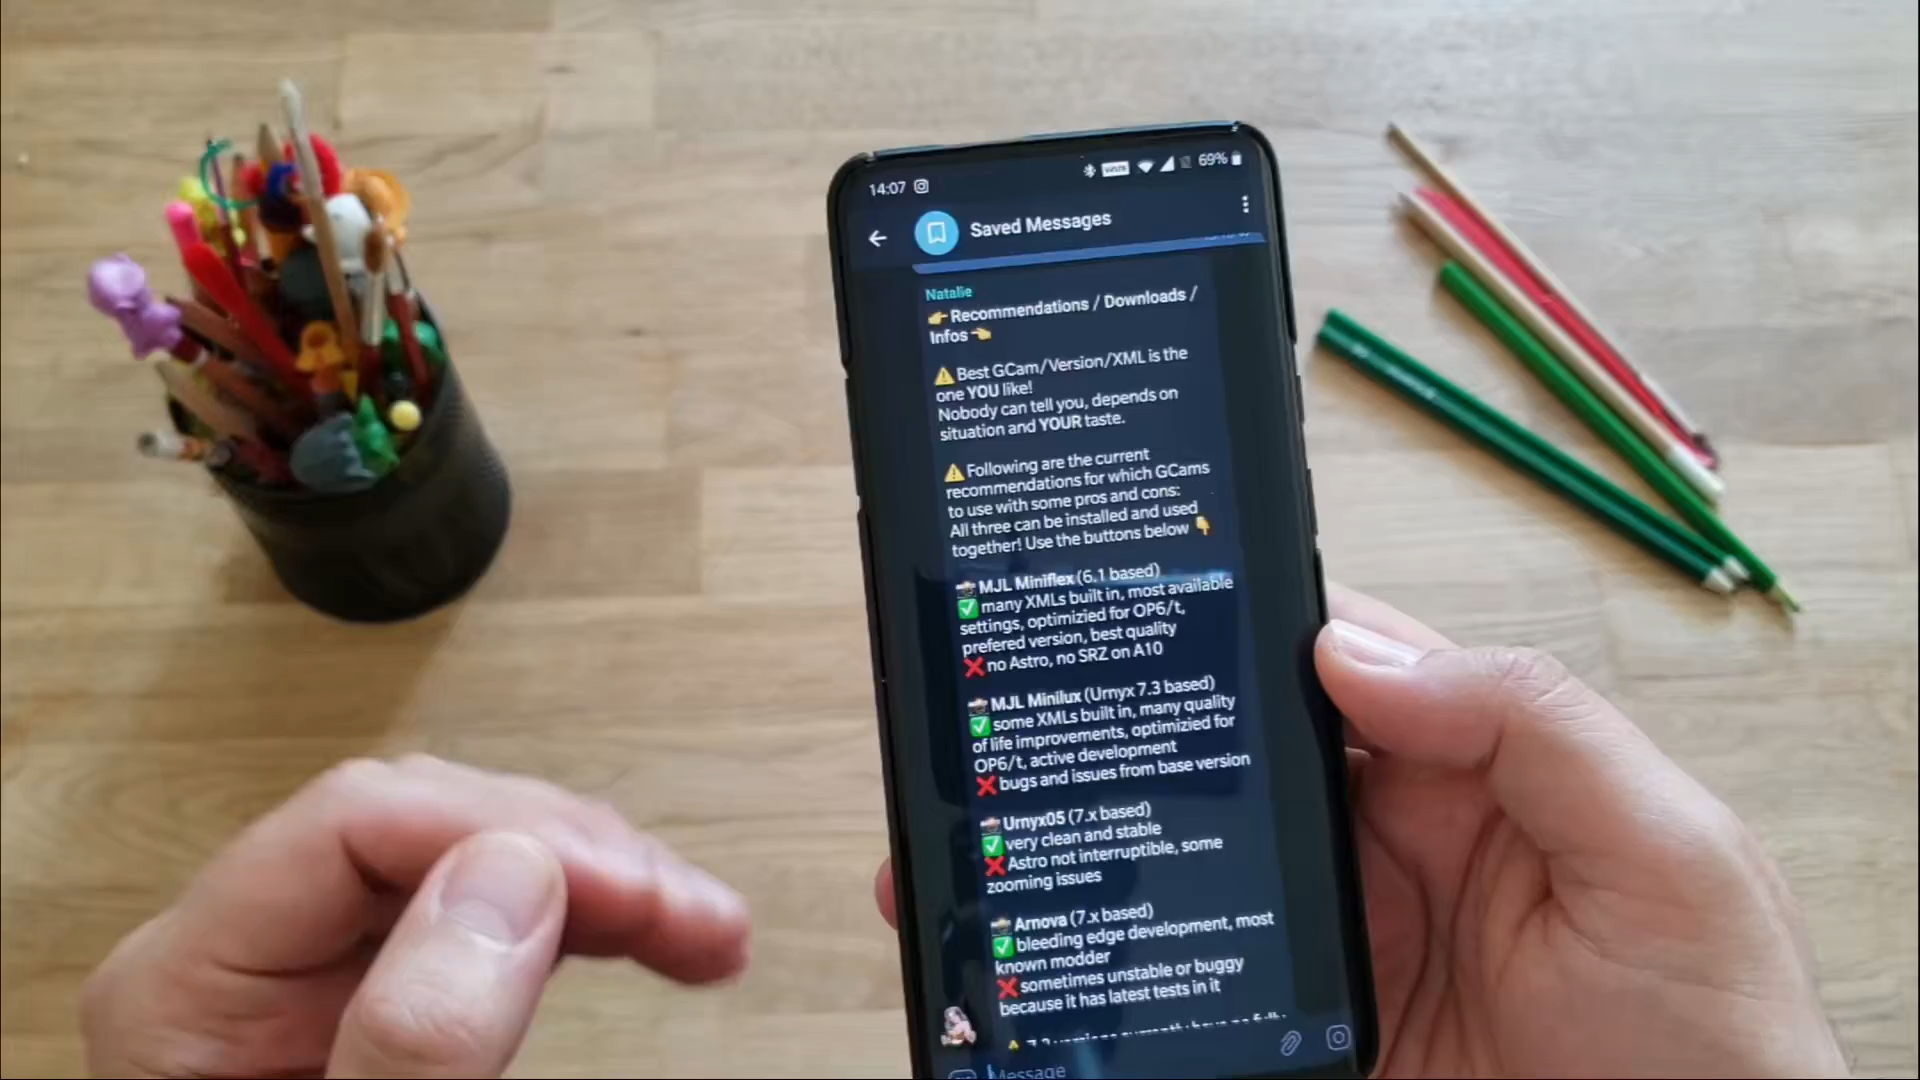 14:07
69%
Saved Messages
Natalie
👉Recommendations / Downloads /
Infos👈
⚠️Best GCam/Version/XML is the
one YOU like!
Nobody can tell you, depends on
situation and YOUR taste.
⚠️Following are the current
recommendations for which GCams
to use with some pros and cons:
All three can be installed and used
together! Use the buttons below 👇
📸 MJL Miniflex (6.1 based)
✅ many XMLs built in, most available
settings, optimizied for OP6/t,
prefered version, best quality
❌ no Astro, no SRZ on A10
📸 MJL Minilux (Urnyx 7.3 based)
✅ some XMLs built in, many quality
of life improvements, optimizied for
OP6/t, active development
❌ bugs and issues from base version
📸 Urnyx05 (7.x based)
✅ very clean and stable
❌ Astro not interruptible, some
zooming issues
📸 Arnova (7.x based)
✅ bleeding edge development, most
known modder
❌ sometimes unstable or buggy
because it has latest tests in it
Message